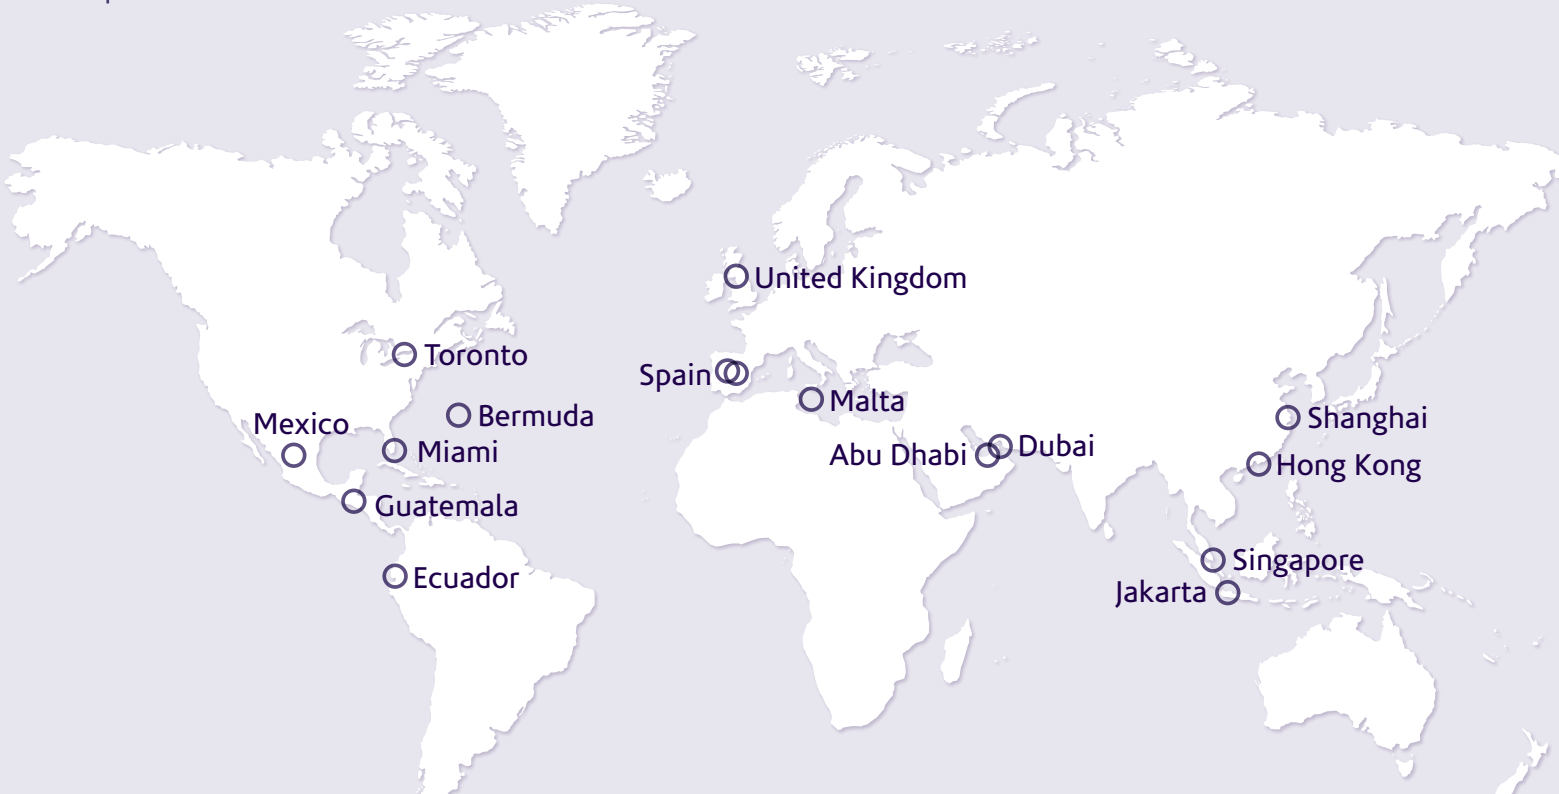 United Kingdom
Toronto
Spain
Malta
Bermuda
Mexico
Shanghai
Miami
Abu Dhabi
Dubai
Hong Kong
Guatemala
Singapore
Ecuador
Jakarta